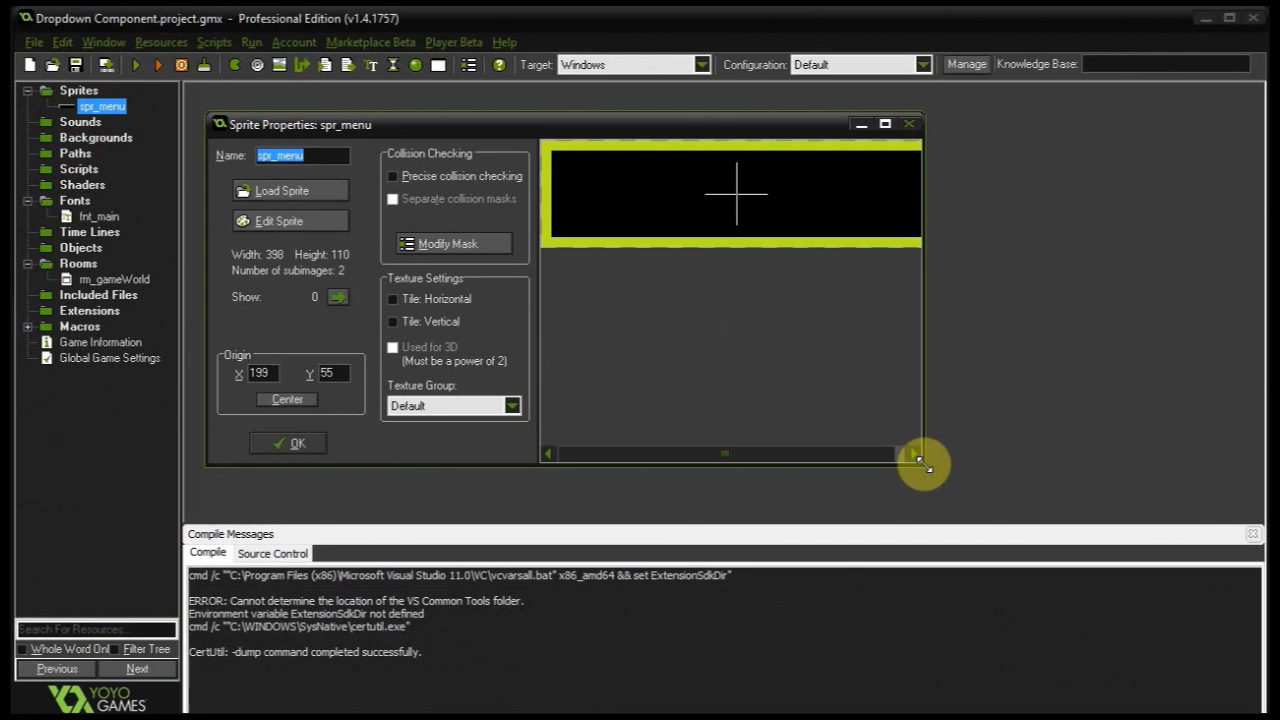 Dropdown Component.project.gmx - Professional Edition (v1.4.1757)
File Edit Window Resources Scripts Run Account Marketplace Beta Player Beta Help
Target: Windows Configuration: Default Manage Knowledge Base:
Sprites
spr_menu
Sounds
Backgrounds
Paths
Scripts
Shaders
Fonts
fnt_main
Time Lines
Objects
Rooms
rm_gameWorld
Included Files
Extensions
Macros
Game Information
Global Game Settings
Search For Resources...
Whole Word Onl Filter Tree
Previous Next
YOYO
GAMES
Sprite Properties: spr_menu
Name: spr_menu
Load Sprite
Edit Sprite
Width: 398 Height: 110
Number of subimages: 2
Show: 0
Origin
X 199 Y 55
Center
OK
Collision Checking
Precise collision checking
Separate collision masks
Modify Mask
Texture Settings
Tile: Horizontal
Tile: Vertical
Used for 3D
(Must be a power of 2)
Texture Group:
Default
Compile Messages
Compile Source Control
cmd /c ""C:\Program Files (x86)\Microsoft Visual Studio 11.0\VC\vcvarsall.bat" x86_amd64 && set ExtensionSdkDir"
ERROR: Cannot determine the location of the VS Common Tools folder.
Environment variable ExtensionSdkDir not defined
cmd /c ""C:\WINDOWS\SysNative\certutil.exe"
CertUtil: -dump command completed successfully.